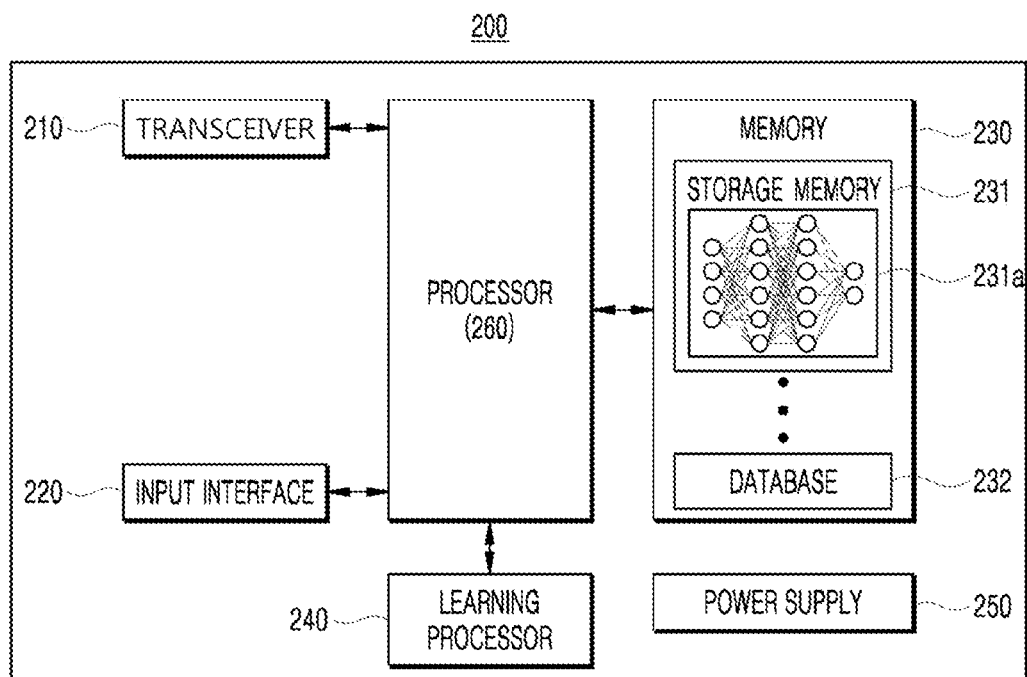 200
210
TRANSCEIVER
PROCESSOR
(260)
MEMORY
230
STORAGE MEMORY
231
231a
220
INPUT INTERFACE
DATABASE
232
240
LEARNING
PROCESSOR
POWER SUPPLY
250